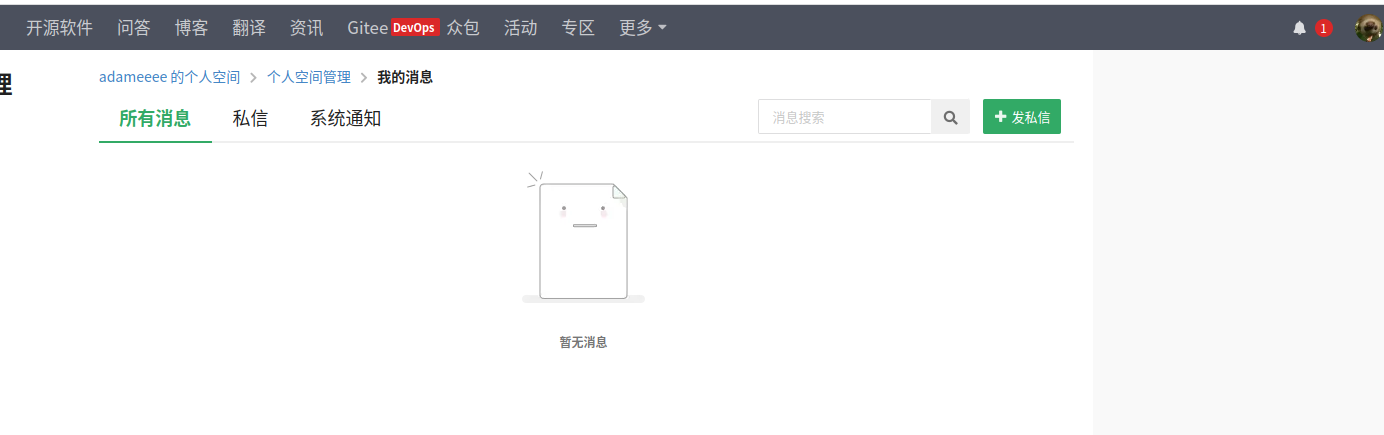 开源软件 问答 博客 翻译 资讯 Gitee DevOps 众包 活动 专区 更多 1
理
adameeee 的个人空间 个人空间管理 我的消息
所有消息 私信 系统通知 消息搜索 发私信
暂无消息